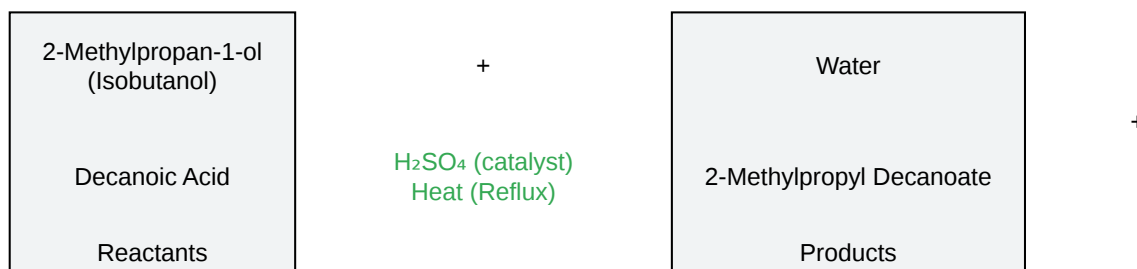 2-Methylpropan-1-ol
(Isobutanol)
+
Water
+
Decanoic Acid
H₂SO₄ (catalyst)
Heat (Reflux)
2-Methylpropyl Decanoate
Reactants
Products